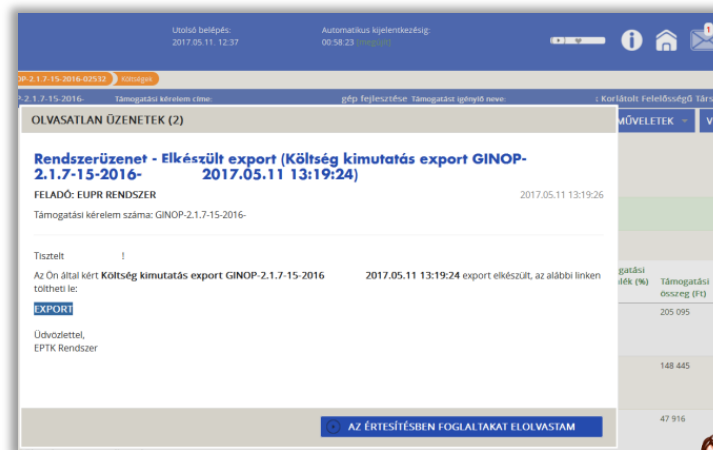 Utolsó belépés:
2017.05.11. 12:37
Automatikus kijelentkezésig:
00:58:23 (megújít)
1
OP-2.1.7-15-2016-02532
Költségek
P-2.1.7-15-2016-
Támogatási kérelem címe:
gép fejlesztése
Támogatást igénylő neve:
: Korlátolt Felelősségű Társ
OLVASATLAN ÜZENETEK (2)
MŰVELETEK
V
Rendszerüzenet - Elkészült export (Költség kimutatás export GINOP-
2.1.7-15-2016- 2017.05.11 13:19:24)
FELADÓ: EUPR RENDSZER
2017.05.11 13:19:26
Támogatási kérelem száma: GINOP-2.1.7-15-2016-
Tisztelt !
Az Ön által kért Költség kimutatás export GINOP-2.1.7-15-2016 2017.05.11 13:19:24 export elkészült, az alábbi linken
töltheti le:
EXPORT
Üdvözlettel,
EPTK Rendszer
gatási
lék (%)
Támogatási
összeg (Ft)
205 095
148 445
47 916
AZ ÉRTESÍTÉSBEN FOGLALTAKAT ELOLVASTAM